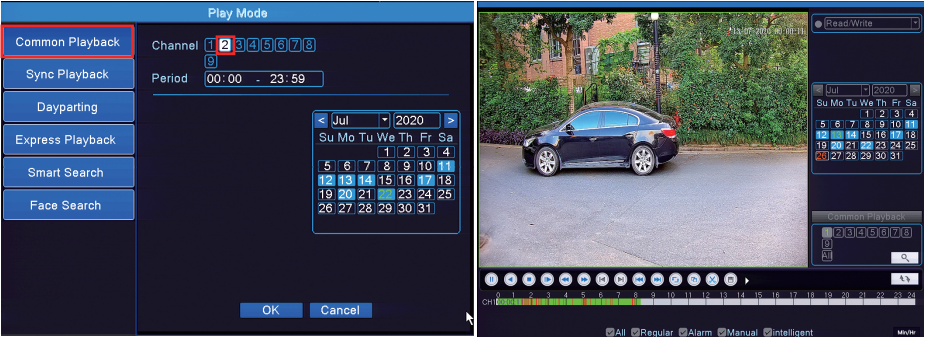 Play Mode
Common Playback
Sync Playback
Dayparting
Express Playback
Smart Search
Face Search
Channel 1 2 3 4 5 6 7 8
9
Period 00:00 - 23:59
< Jul 2020 >
Su Mo Tu We Th Fr Sa
1 2 3 4
5 6 7 8 9 10 11
12 13 14 15 16 17 18
19 20 21 22 23 24 25
26 27 28 29 30 31
OK Cancel
Read/Write
< Jul 2020 >
Su Mo Tu We Th Fr Sa
1 2 3 4
5 6 7 8 9 10 11
12 13 14 15 16 17 18
19 20 21 22 23 24 25
26 27 28 29 30 31
Common Playback
1 2 3 4 5 6 7 8
9
All
0 1 2 3 4 5 6 7 8 9 10 11 12 13 14 15 16 17 18 19 20 21 22 23 24
CH1
All Regular Alarm Manual intelligent
Min/Hr